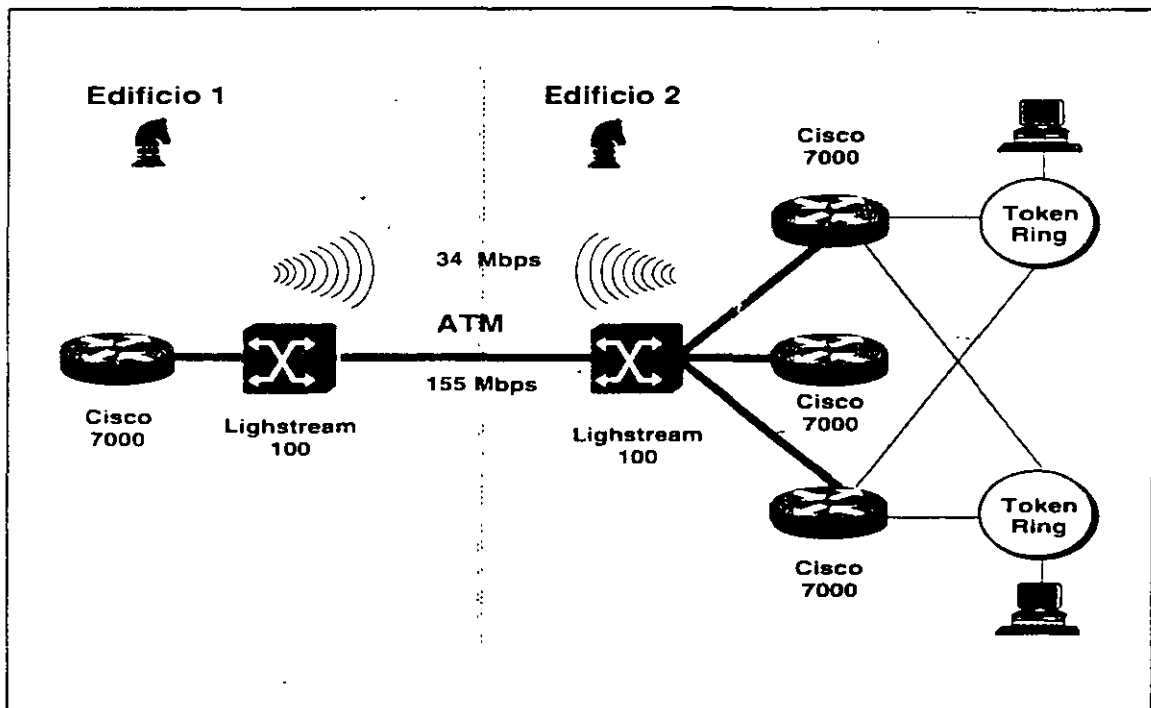 Edificio 1
Edificio 2
Cisco
7000
Token
Ring
34 Mbps
ATM
155 Mbps
Cisco
7000
Lighstream
100
Lighstream
100
Cisco
7000
Cisco
7000
Token
Ring